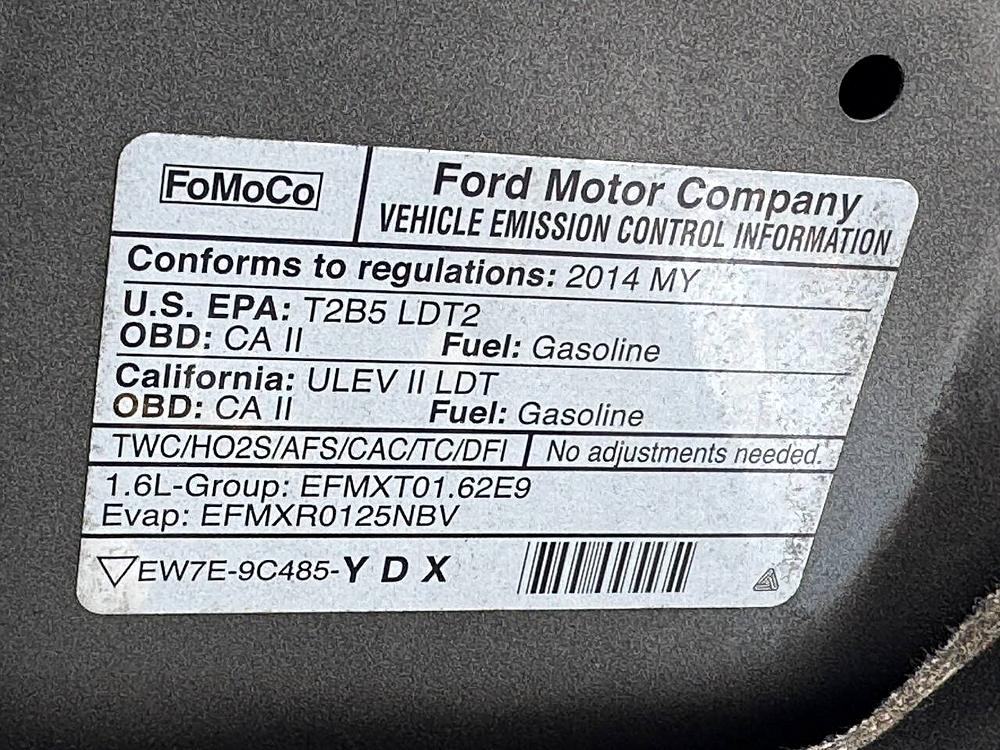 FoMoCo
Ford Motor Company
VEHICLE EMISSION CONTROL INFORMATION
Conforms to regulations: 2014 MY
U.S. EPA: T2B5 LDT2
OBD: CA II Fuel: Gasoline
California: ULEV II LDT
OBD: CA II Fuel: Gasoline
TWC/HO2S/AFS/CAC/TC/DFI No adjustments needed.
1.6L-Group: EFMXT01.62E9
Evap: EFMXR0125NBV
EW7E-9C485-Y D X